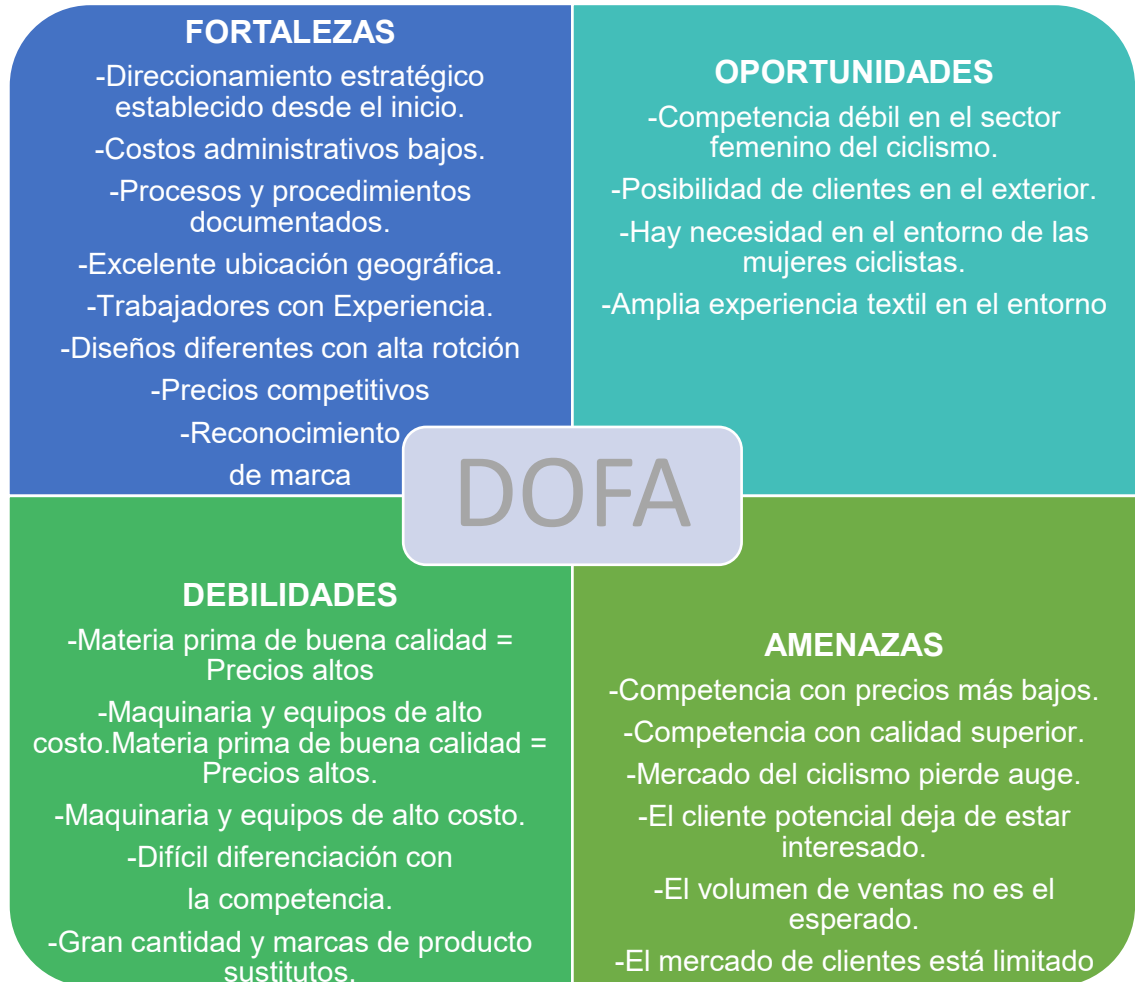 FORTALEZAS
-Direccionamiento estratégico
establecido desde el inicio.
-Costos administrativos bajos.
-Procesos y procedimientos
documentados.
-Excelente ubicación geográfica.
-Trabajadores con Experiencia.
-Diseños diferentes con alta rotción
-Precios competitivos
-Reconocimiento
de marca
OPORTUNIDADES
-Competencia débil en el sector
femenino del ciclismo.
-Posibilidad de clientes en el exterior.
-Hay necesidad en el entorno de las
mujeres ciclistas.
-Amplia experiencia textil en el entorno
DOFA
DEBILIDADES
-Materia prima de buena calidad =
Precios altos
-Maquinaria y equipos de alto
costo.Materia prima de buena calidad =
Precios altos.
-Maquinaria y equipos de alto costo.
-Difícil diferenciación con
la competencia.
-Gran cantidad y marcas de producto
sustitutos.
AMENAZAS
-Competencia con precios más bajos.
-Competencia con calidad superior.
-Mercado del ciclismo pierde auge.
-El cliente potencial deja de estar
interesado.
-El volumen de ventas no es el
esperado.
-El mercado de clientes está limitado